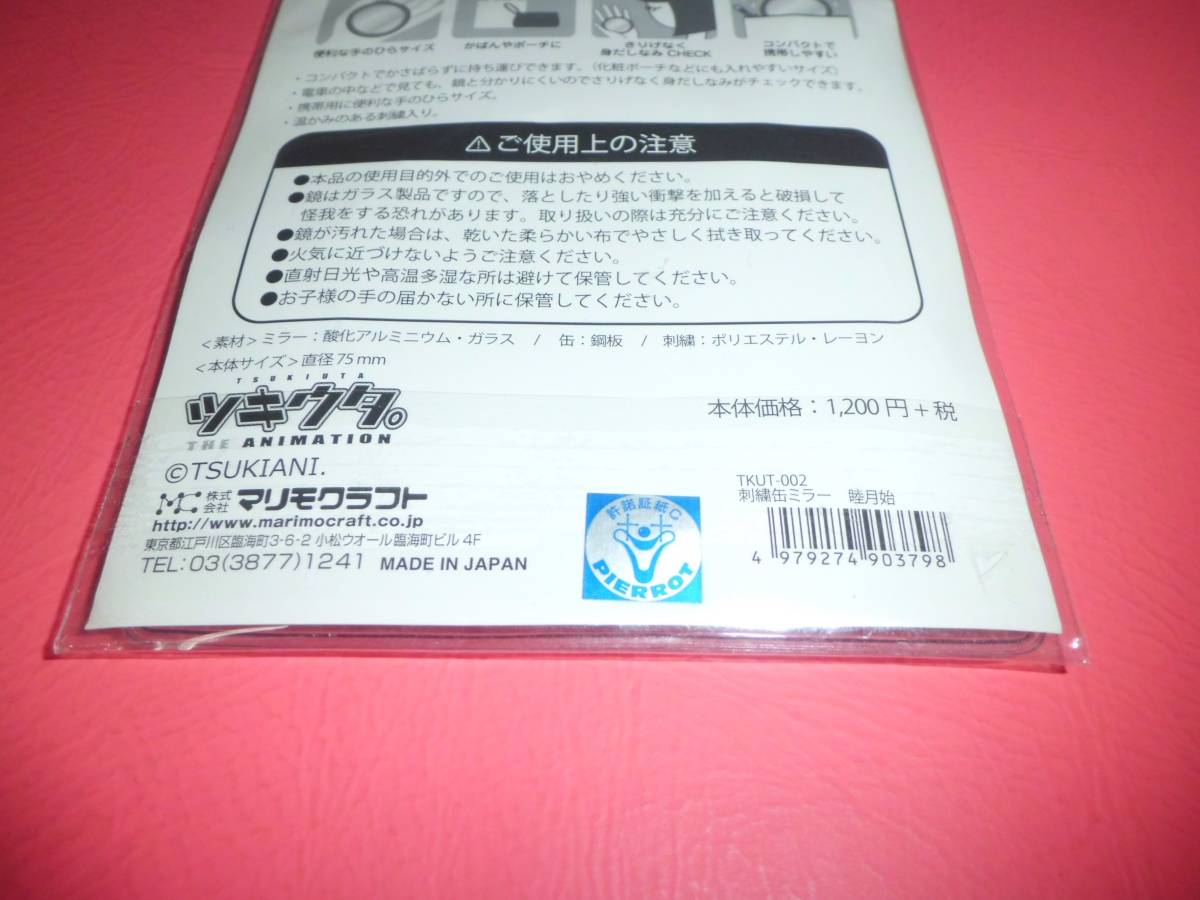 便利な手のひらサイズ
かばんやポーチに
さりげなく
身だしなみ CHECK
コンパクトで
携帯しやすい
・コンパクトでかさばらずに持ち運びできます。(化粧ポーチなどにも入れやすいサイズ)
・電車の中などで見ても、鏡と分かりにくいのでさりげなく身だしなみがチェックできます。
・携帯用に便利な手のひらサイズ。
・温かみのある刺繍入り。
⚠ご使用上の注意
●本品の使用目的外でのご使用はおやめください。
●鏡はガラス製品ですので、落としたり強い衝撃を加えると破損して
怪我をする恐れがあります。取り扱いの際は充分にご注意ください。
●鏡が汚れた場合は、乾いた柔らかい布でやさしく拭き取ってください。
●火気に近づけないようご注意ください。
●直射日光や高温多湿な所は避けて保管してください。
●お子様の手の届かない所に保管してください。
<素材>ミラー:酸化アルミニウム・ガラス / 缶:鋼板 / 刺繍:ポリエステル・レーヨン
<本体サイズ>直径75mm
TSUKIUTA
ツキウタ。
THE ANIMATION
本体価格:1,200円+税
©TSUKIANI.
株式会社 マリモクラフト
http://www.marimocraft.co.jp
東京都江戸川区臨海町3-6-2 小松ウオール臨海町ビル 4F
TEL:03(3877)1241 MADE IN JAPAN
許諾証紙C
PIERROT
TKUT-002
刺繍缶ミラー 睦月始
4 979274 903798